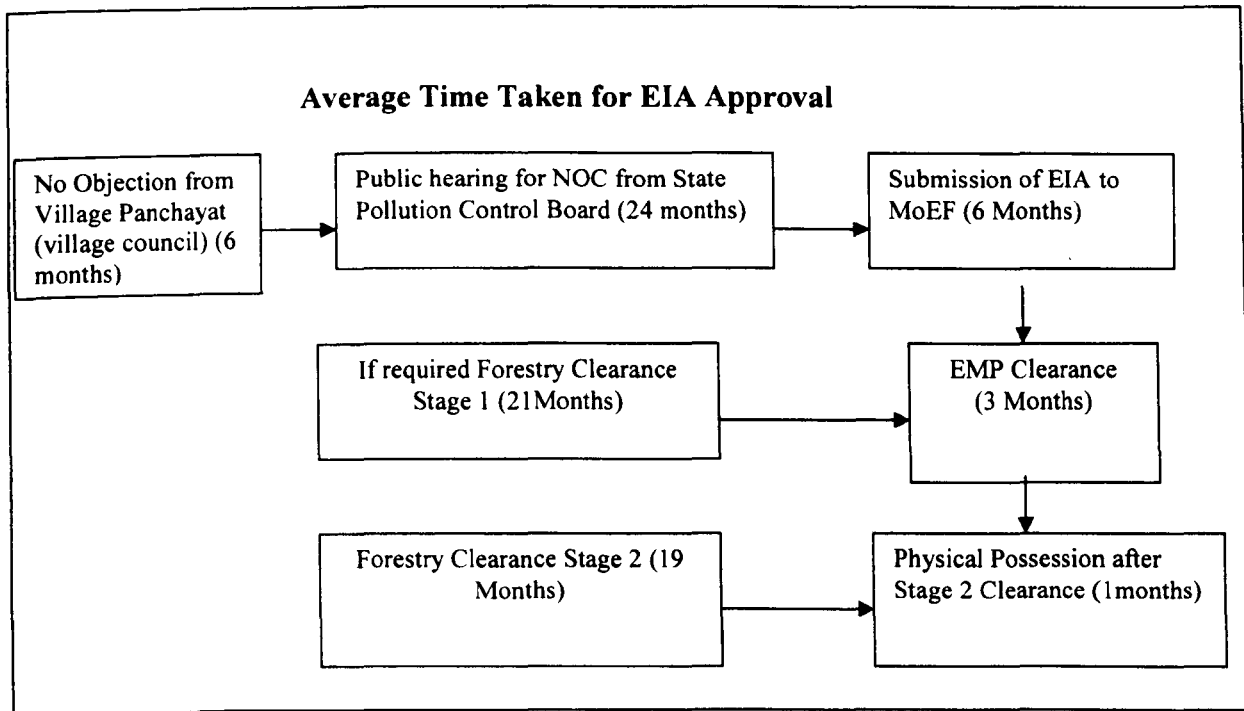 Average Time Taken for EIA Approval
No Objection from
Village Panchayat
(village council) (6
months)
Public hearing for NOC from State
Pollution Control Board (24 months)
Submission of EIA to
MoEF (6 Months)
If required Forestry Clearance
Stage 1 (21Months)
EMP Clearance
(3 Months)
Forestry Clearance Stage 2 (19
Months)
Physical Possession after
Stage 2 Clearance (1months)